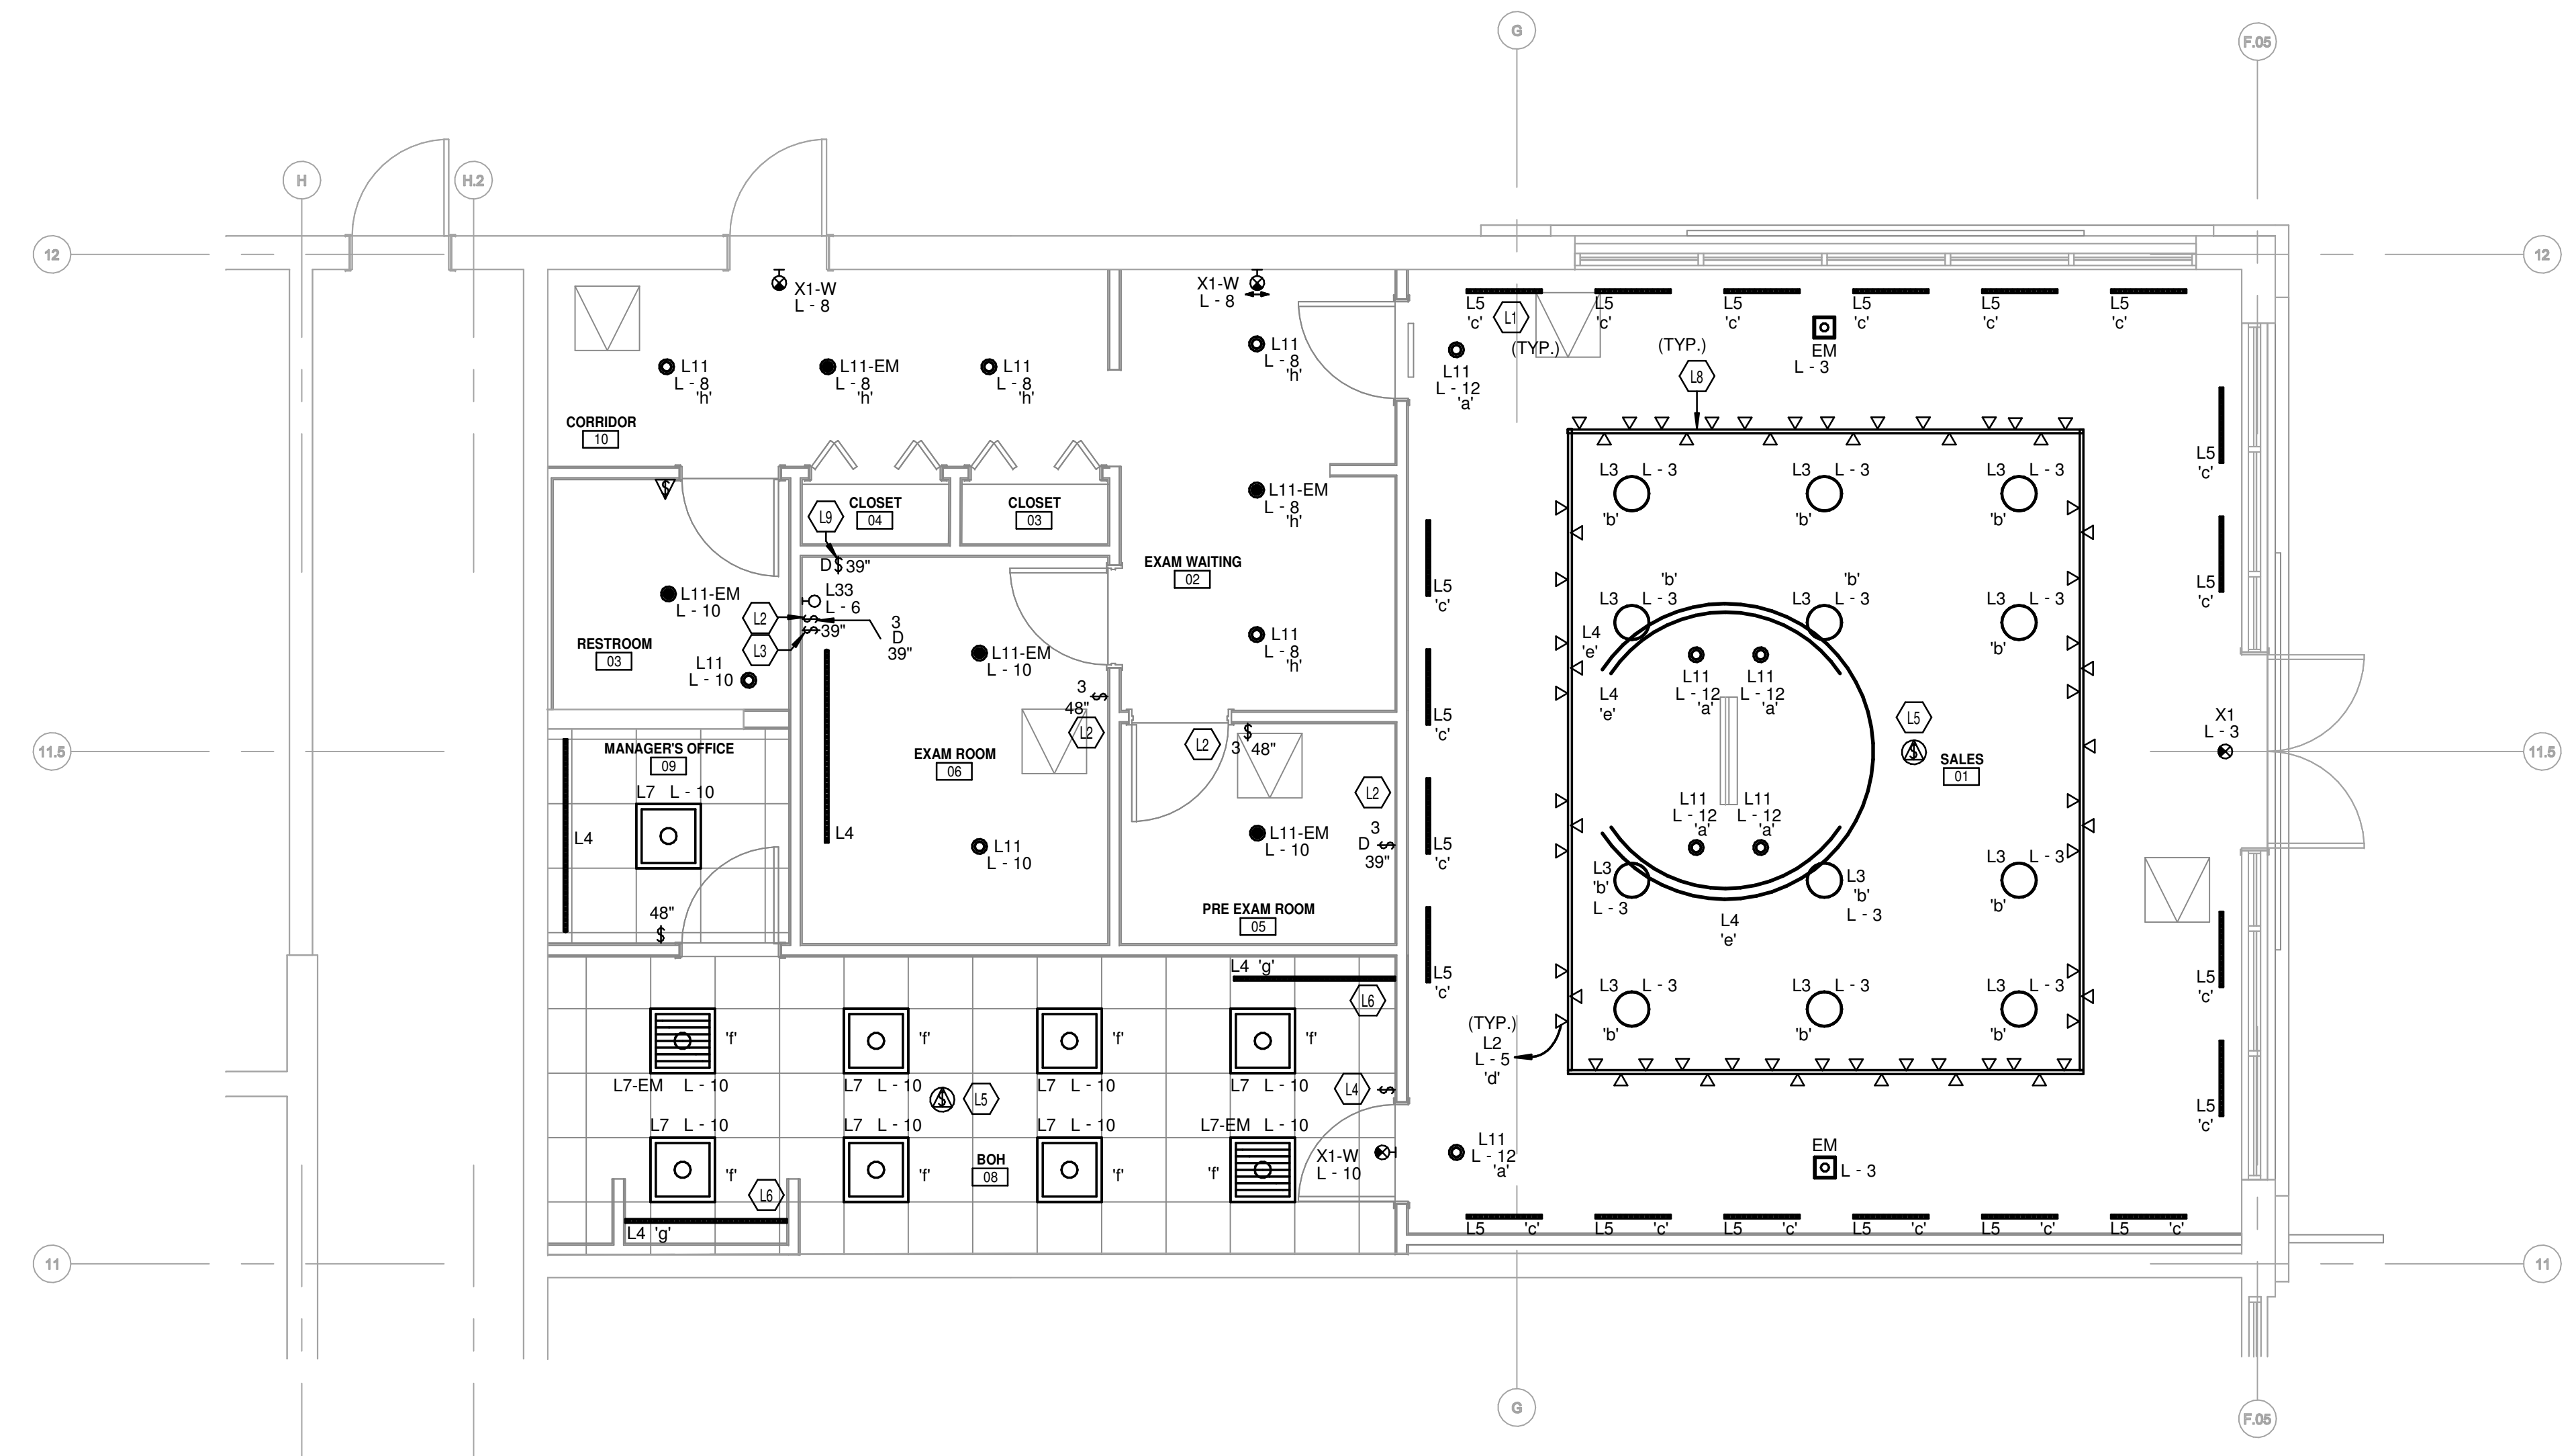 G
F.05
H
H.2
12
12
X1-W
L - 8
X1-W
L - 8
L5
'c'
L5
'c'
L5
'c'
L5
'c'
L5
'c'
L5
'c'
L1
(TYP.)
EM
L - 3
L11
L - 8
'h'
L11-EM
L - 8
'h'
L11
L - 8
'h'
L11
L - 8
'h'
L11
L - 12
'a'
(TYP.)
L8
CORRIDOR
10
L5
'c'
L3 L - 3
'b'
L3 L - 3
'b'
L3 L - 3
'b'
L11-EM
L - 8
'h'
CLOSET
04
CLOSET
03
L9
D $ 39"
EXAM WAITING
02
L5
'c'
L5
'c'
L33
L - 6
L2
$
$ 39"
L3
3
D
39"
L11-EM
L - 10
RESTROOM
03
L11
L - 10
$
L11-EM
L - 10
L11
L - 8
'h'
'b'
L3 L - 3
'b'
L3 L - 3
L3 L - 3
'b'
L4
'e'
L4
'e'
L11
L - 12
'a'
L11
L - 12
'a'
3
48"
$
L2
L5
'c'
L5
$
SALES
01
X1
L - 3
11.5
11.5
MANAGER'S OFFICE
09
L7 L - 10
L4
EXAM ROOM
06
L4
L2
3
$
48"
L2
3
D $
39"
L11
L - 12
'a'
L11
L - 12
'a'
L11
L - 10
L11-EM
L - 10
L5
'c'
L3
'b'
L - 3
L3
'b'
L - 3
L3 L - 3
'b'
48"
$
PRE EXAM ROOM
05
L4
'e'
L4 'g'
L6
L5
'c'
L5
'c'
L3 L - 3
'b'
L3 L - 3
'b'
L3 L - 3
'b'
(TYP.)
L2
L - 5
'd'
'f'
'f'
'f'
'f'
L7-EM L - 10
L7 L - 10
L7 L - 10
L7 L - 10
$
L5
L4
$
L5
'c'
L7 L - 10
L7 L - 10
L7 L - 10
L7-EM L - 10
'f'
'f'
'f'
'f'
BOH
08
X1-W
L - 10
L11
L - 12
'a'
EM
L - 3
L6
L4 'g'
L5 'c'
L5 'c'
L5 'c'
L5 'c'
L5 'c'
L5 'c'
11
11
G
F.05